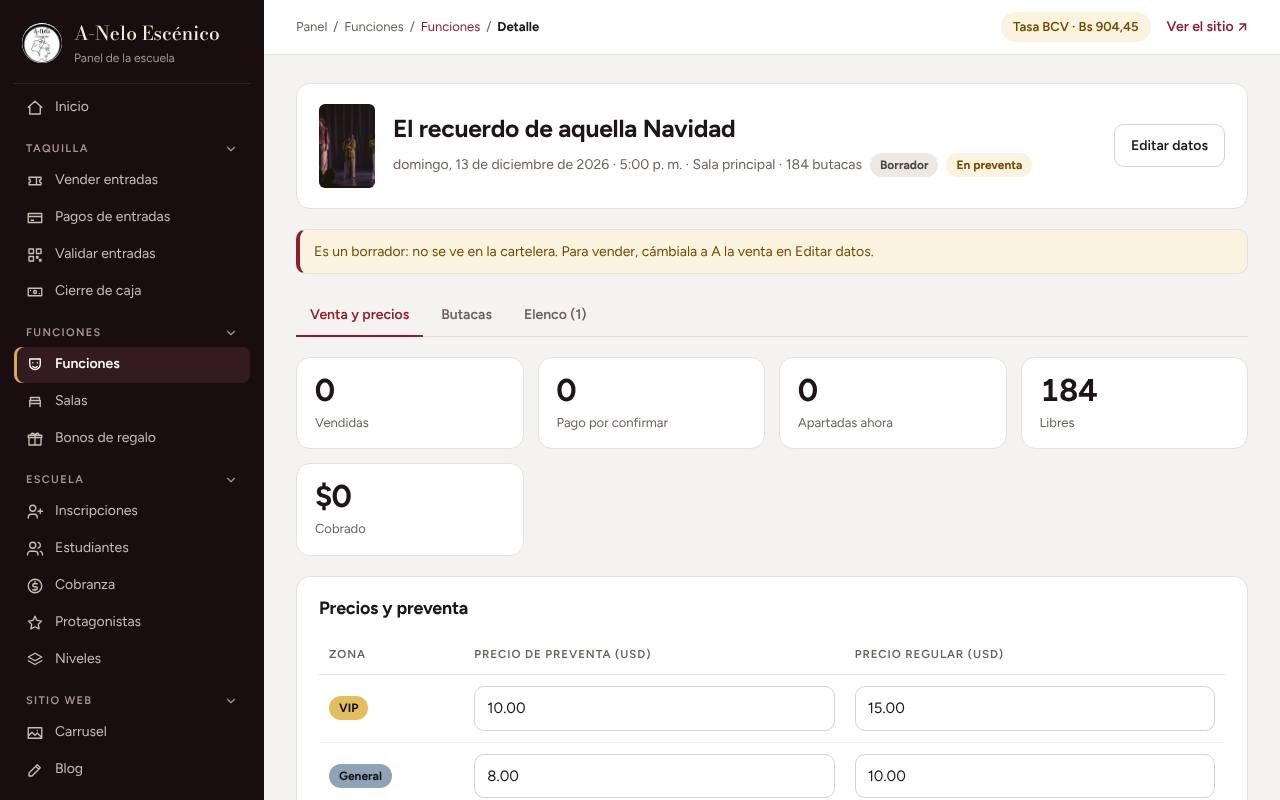 A-Nelo Escénico
Panel de la escuela
Inicio
TAQUILLA
Vender entradas
Pagos de entradas
Validar entradas
Cierre de caja
FUNCIONES
Funciones
Salas
Bonos de regalo
ESCUELA
Inscripciones
Estudiantes
Cobranza
Protagonistas
Niveles
SITIO WEB
Carrusel
Blog
Panel / Funciones / Funciones / Detalle
Tasa BCV · Bs 904,45
Ver el sitio ↗
El recuerdo de aquella Navidad
domingo, 13 de diciembre de 2026 · 5:00 p. m. · Sala principal · 184 butacas Borrador En preventa
Editar datos
Es un borrador: no se ve en la cartelera. Para vender, cámbiala a A la venta en Editar datos.
Venta y precios Butacas Elenco (1)
0
Vendidas
0
Pago por confirmar
0
Apartadas ahora
184
Libres
$0
Cobrado
Precios y preventa
ZONA PRECIO DE PREVENTA (USD) PRECIO REGULAR (USD)
VIP 10.00 15.00
General 8.00 10.00